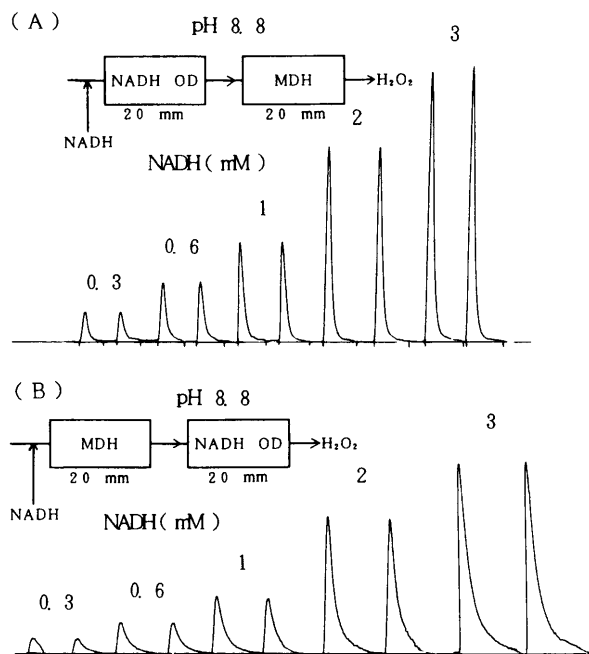 (A)
pH 8.8
3
NADH OD
MDH
H₂O₂
20 mm
20 mm
2
NADH
NADH(mM)
1
0.6
0.3
(B)
pH 8.8
3
MDH
NADH OD
H₂O₂
20 mm
20 mm
2
NADH
NADH(mM)
1
0.6
0.3